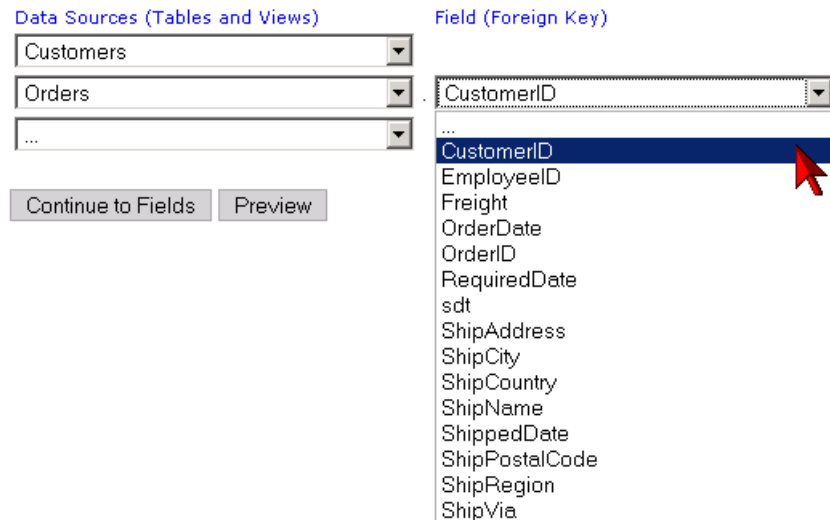 Data Sources (Tables and Views) Field (Foreign Key)
Customers
Orders . CustomerID
...
...
CustomerID
EmployeeID
Freight
OrderDate
OrderID
RequiredDate
sdt
ShipAddress
ShipCity
ShipCountry
ShipName
ShippedDate
ShipPostalCode
ShipRegion
ShipVia
Continue to Fields Preview